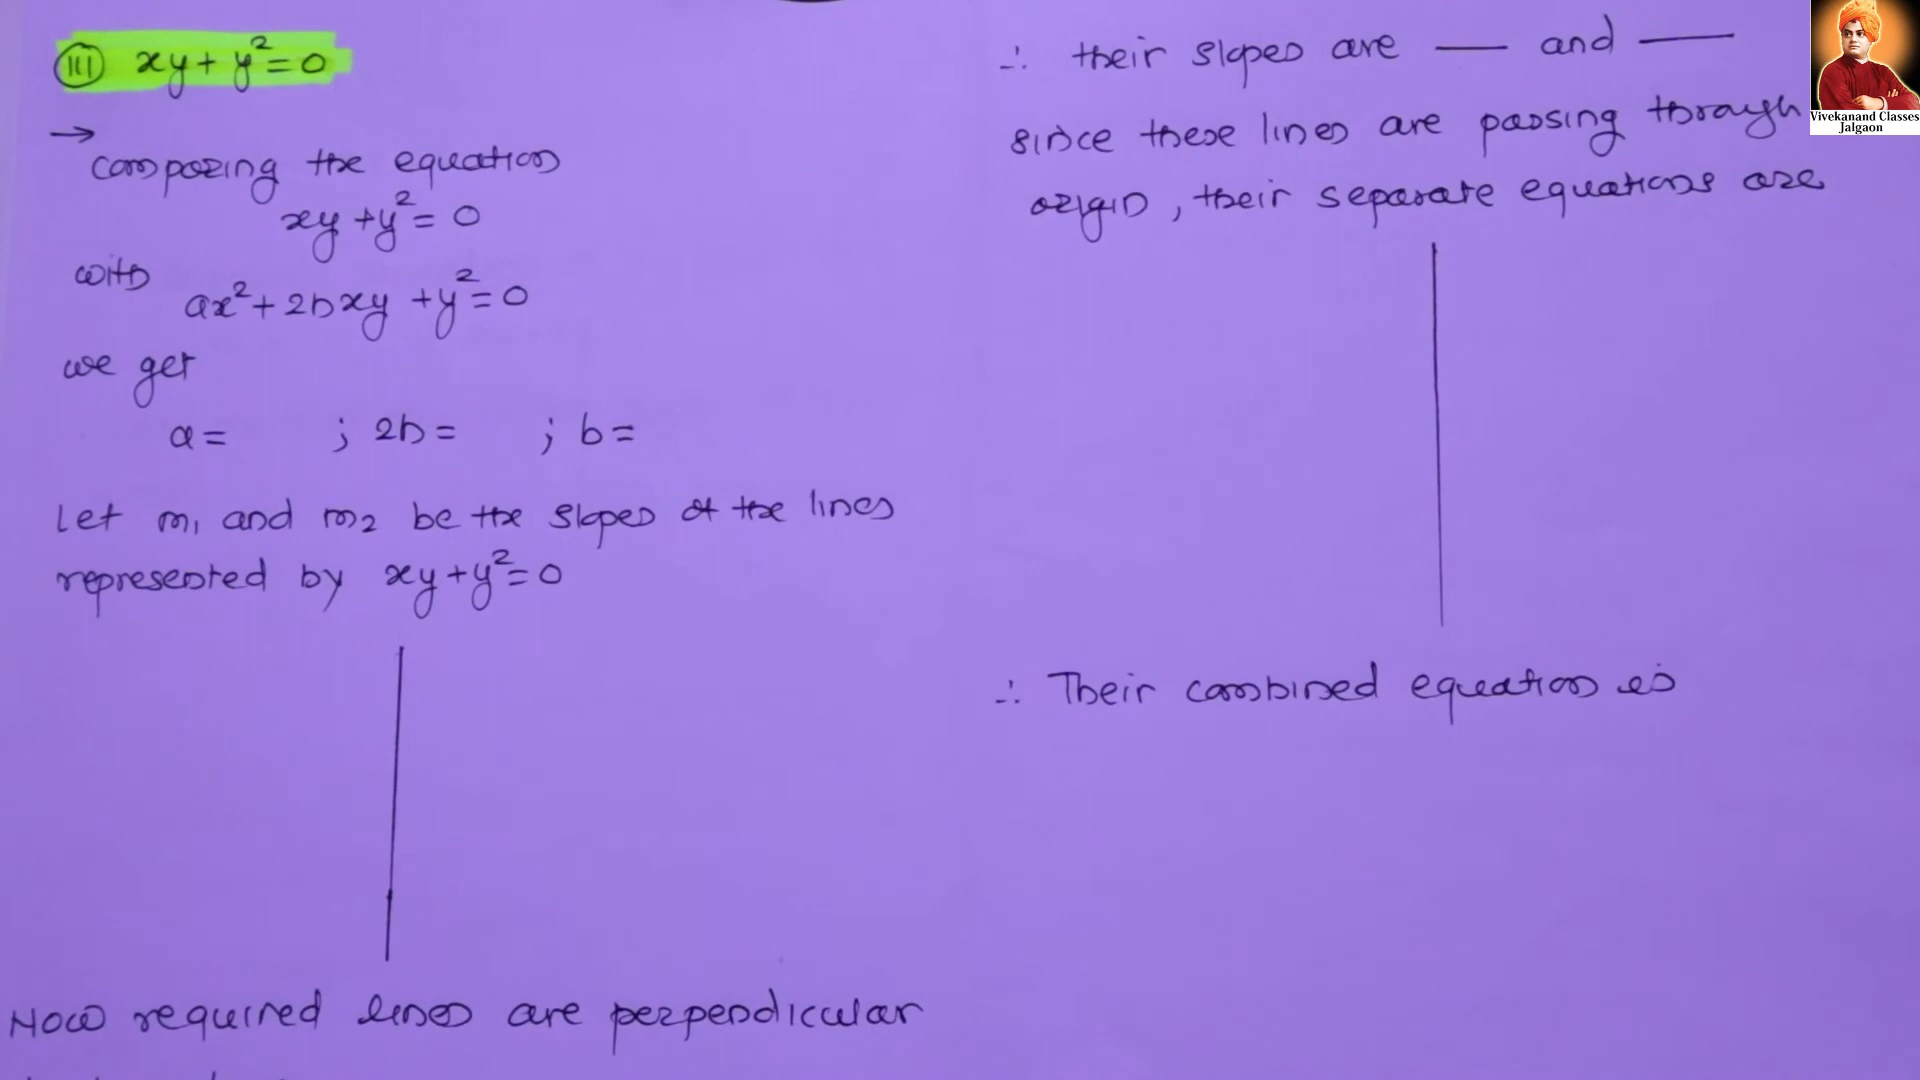 (iii) xy + y² = 0
→
comparing the equation
xy + y² = 0
with
ax² + 2hxy + y² = 0
we get
a = ; 2h = ; b =
Let m₁ and m₂ be the slopes of the lines
represented by xy + y² = 0
Now required lines are perpendicular
∴ their slopes are — and —
since these lines are passing through
origin, their separate equations are
∴ Their combined equation is
Vivekanand Classes
Jalgaon